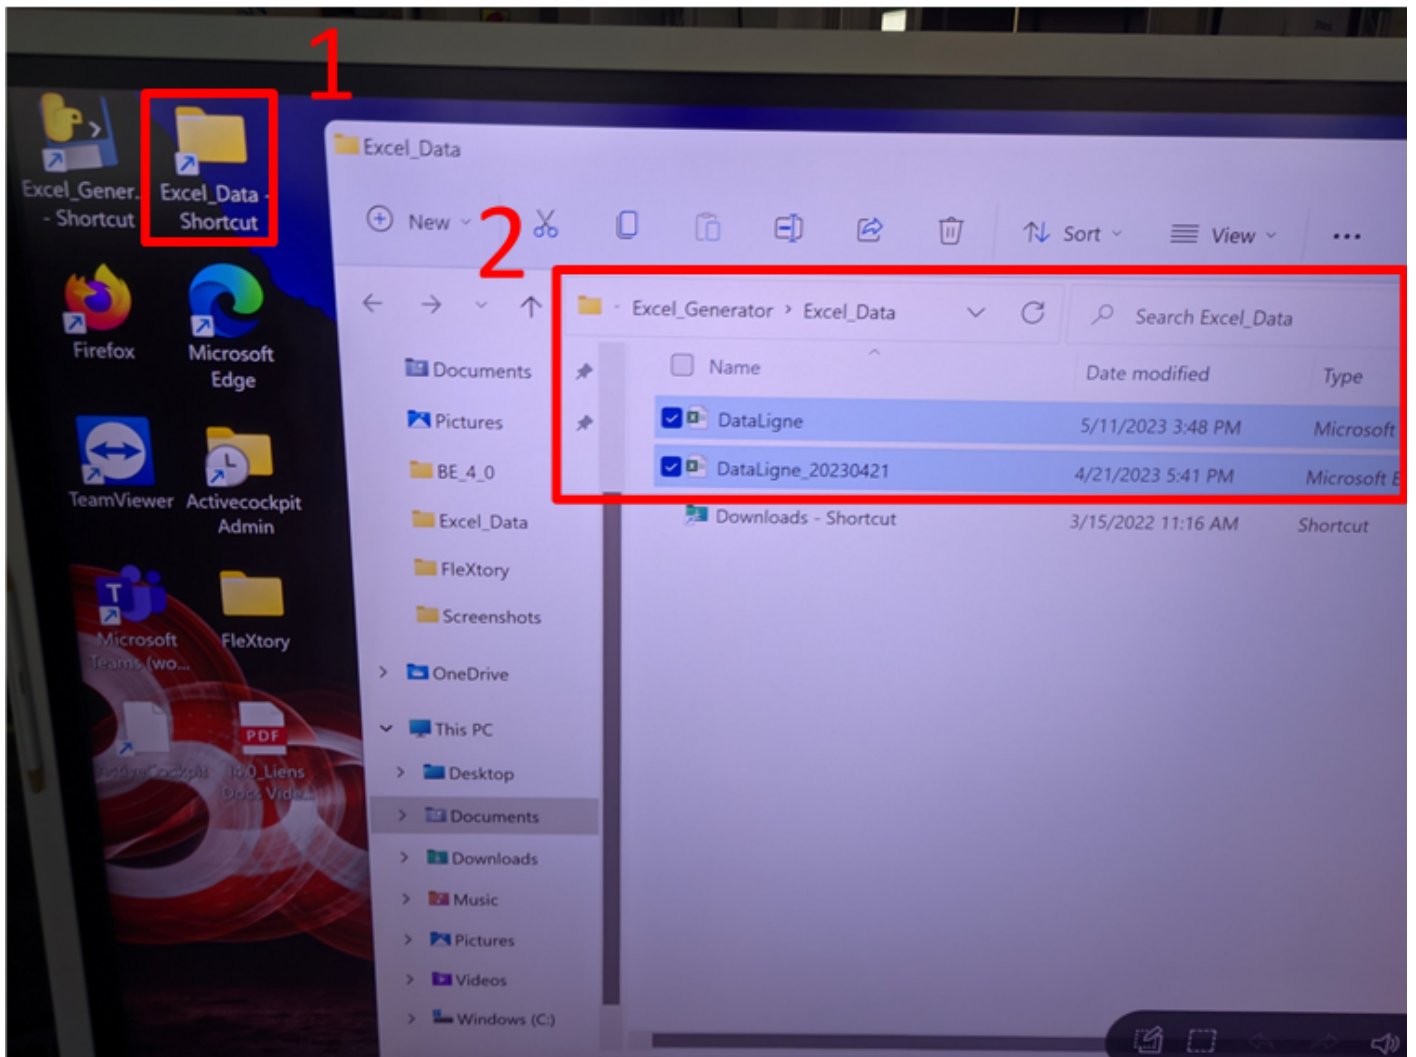 1
Excel_Gener...
- Shortcut
Excel_Data -
Shortcut
Firefox
Microsoft
Edge
TeamViewer
Activecockpit
Admin
Microsoft
Teams (wo...
FleXtory
PDF
Excel_Data
New
2
Sort
View
Excel_Generator > Excel_Data
Search Excel_Data
Name
Date modified
Type
DataLigne
5/11/2023 3:48 PM
Microsoft
DataLigne_20230421
4/21/2023 5:41 PM
Microsoft E
Downloads - Shortcut
3/15/2022 11:16 AM
Shortcut
Documents
Pictures
BE_4_0
Excel_Data
FleXtory
Screenshots
OneDrive
This PC
Desktop
Documents
Downloads
Music
Pictures
Videos
Windows (C:)